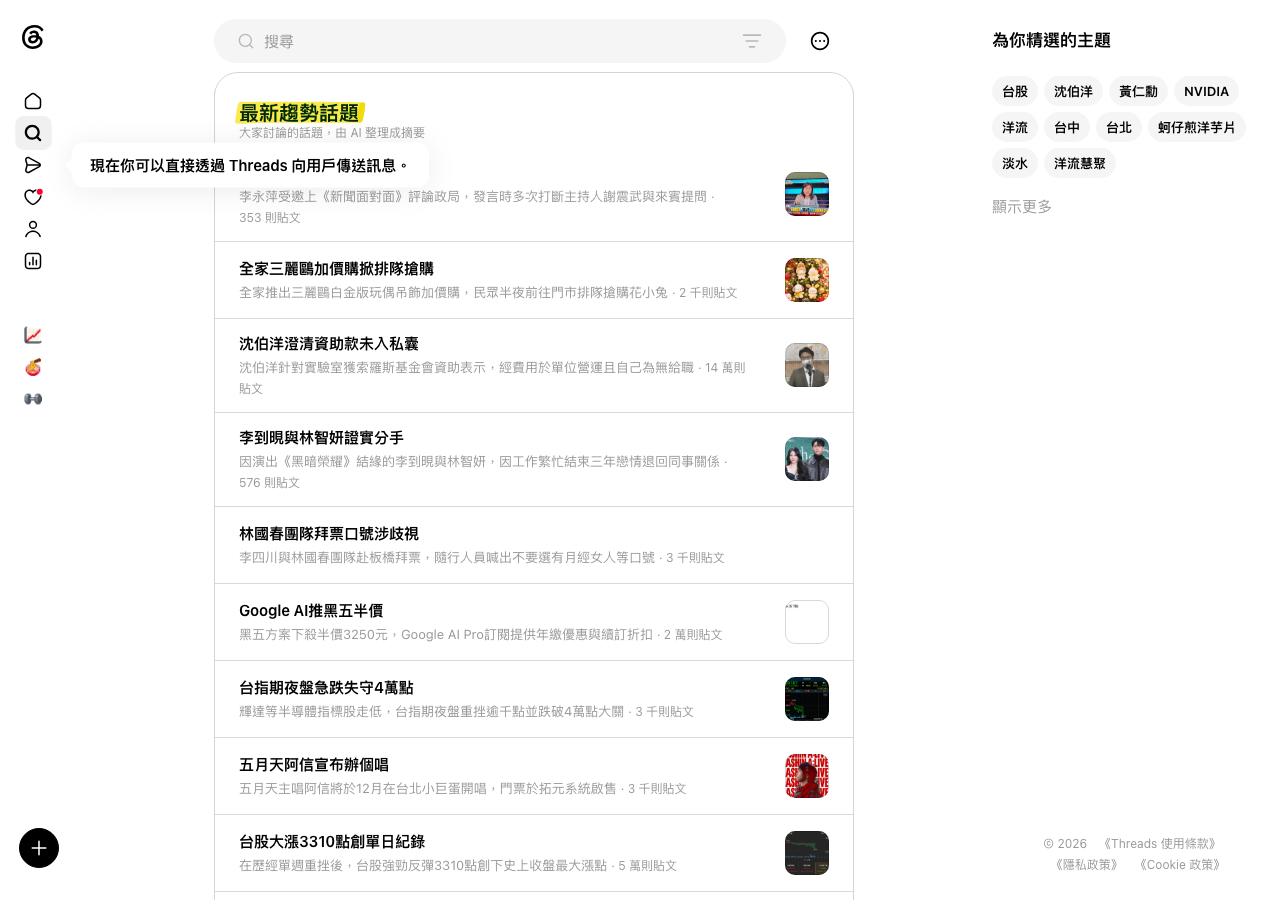 搜尋
最新趨勢話題
大家討論的話題，由 AI 整理成摘要
現在你可以直接透過 Threads 向用戶傳送訊息。
李永萍受邀上《新聞面對面》評論政局，發言時多次打斷主持人謝震武與來賓提問 ·
353 則貼文
全家三麗鷗加價購掀排隊搶購
全家推出三麗鷗白金版玩偶吊飾加價購，民眾半夜前往門市排隊搶購花小兔 · 2 千則貼文
沈伯洋澄清資助款未入私囊
沈伯洋針對實驗室獲索羅斯基金會資助表示，經費用於單位營運且自己為無給職 · 14 萬則
貼文
李到晛與林智妍證實分手
因演出《黑暗榮耀》結緣的李到晛與林智妍，因工作繁忙結束三年戀情退回同事關係 ·
576 則貼文
林國春團隊拜票口號涉歧視
李四川與林國春團隊赴板橋拜票，隨行人員喊出不要選有月經女人等口號 · 3 千則貼文
Google AI推黑五半價
黑五方案下殺半價3250元，Google AI Pro訂閱提供年繳優惠與續訂折扣 · 2 萬則貼文
台指期夜盤急跌失守4萬點
輝達等半導體指標股走低，台指期夜盤重挫逾千點並跌破4萬點大關 · 3 千則貼文
五月天阿信宣布辦個唱
五月天主唱阿信將於12月在台北小巨蛋開唱，門票於拓元系統啟售 · 3 千則貼文
台股大漲3310點創單日紀錄
在歷經單週重挫後，台股強勁反彈3310點創下史上收盤最大漲點 · 5 萬則貼文
為你精選的主題
台股 沈伯洋 黃仁勳 NVIDIA
洋流 台中 台北 蚵仔煎洋芋片
淡水 洋流慧聚
顯示更多
© 2026 《Threads 使用條款》
《隱私政策》 《Cookie 政策》